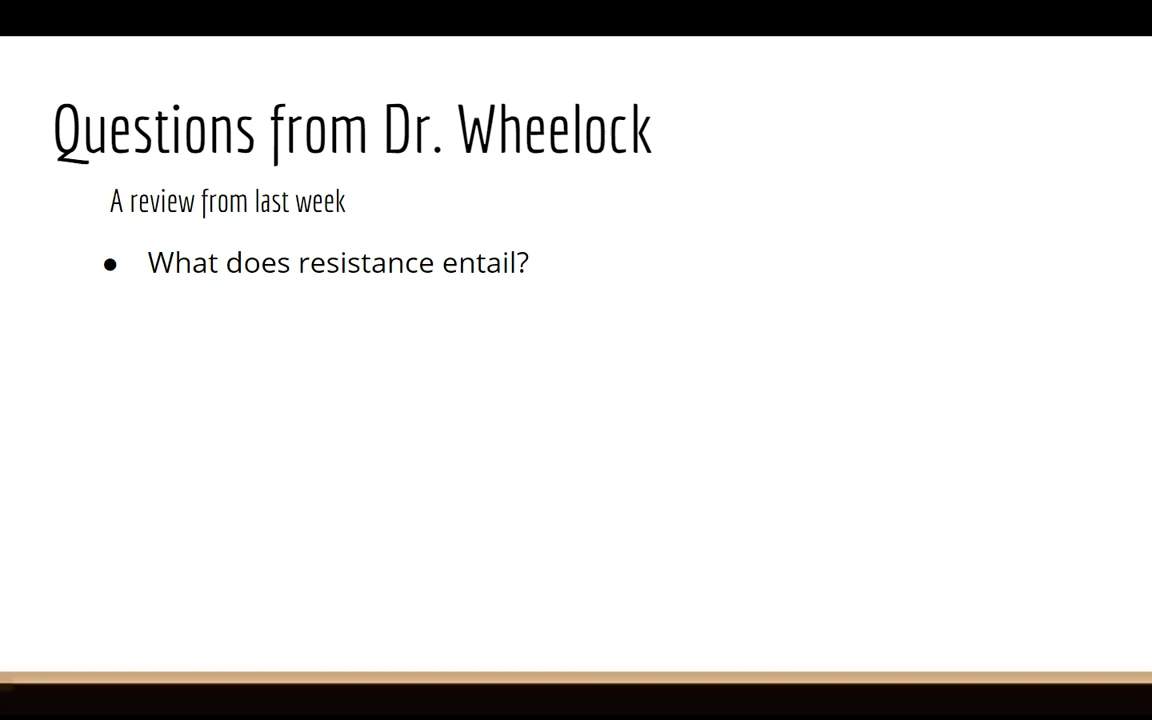 Questions from Dr. Wheelock
A review from last week
● What does resistance entail?